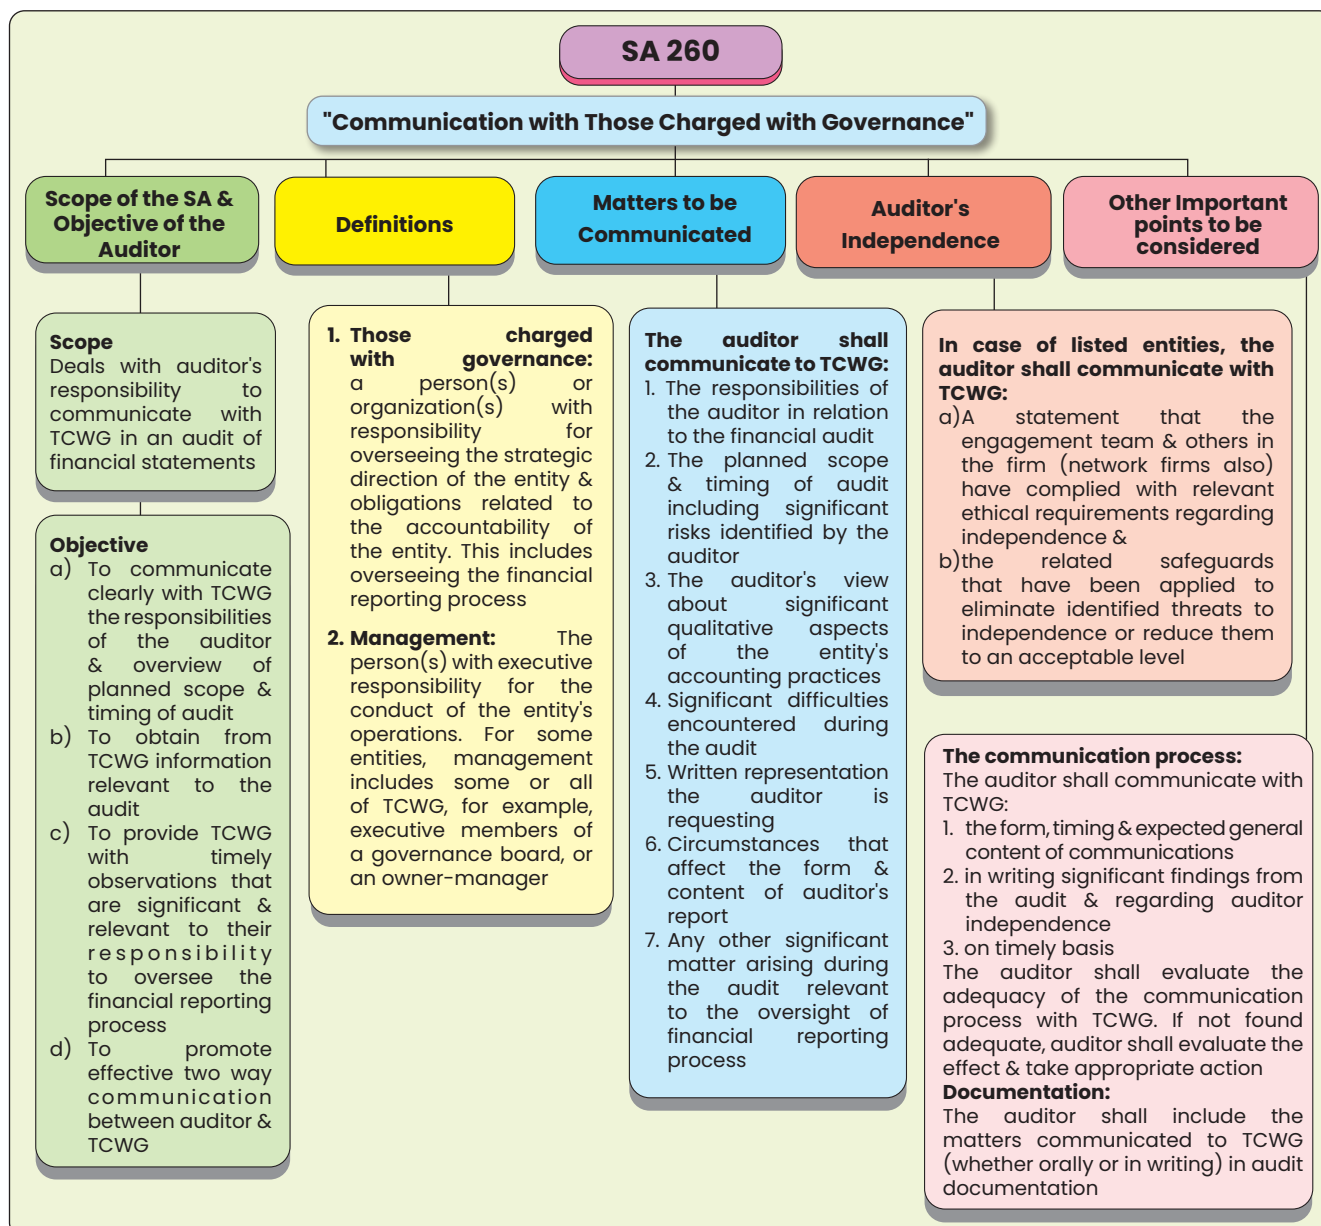 SA 260
"Communication with Those Charged with Governance"
Scope of the SA &
Objective of the
Auditor
Definitions
Matters to be
Communicated
Auditor's
Independence
Other Important
points to be
considered
Scope
Deals with auditor's
responsibility to
communicate with
TCWG in an audit of
financial statements
Objective
a) To communicate
clearly with TCWG
the responsibilities
of the auditor
& overview of
planned scope &
timing of audit
b) To obtain from
TCWG information
relevant to the
audit
c) To provide TCWG
with timely
observations that
are significant &
relevant to their
responsibility
to oversee the
financial reporting
process
d) To promote
effective two way
communication
between auditor &
TCWG
1. Those charged
with governance:
a person(s) or
organization(s) with
responsibility for
overseeing the strategic
direction of the entity &
obligations related to
the accountability of
the entity. This includes
overseeing the financial
reporting process
2. Management: The
person(s) with executive
responsibility for the
conduct of the entity's
operations. For some
entities, management
includes some or all
of TCWG, for example,
executive members of
a governance board, or
an owner-manager
The auditor shall
communicate to TCWG:
1. The responsibilities of
the auditor in relation
to the financial audit
2. The planned scope
& timing of audit
including significant
risks identified by the
auditor
3. The auditor's view
about significant
qualitative aspects
of the entity's
accounting practices
4. Significant difficulties
encountered during
the audit
5. Written representation
the auditor is
requesting
6. Circumstances that
affect the form &
content of auditor's
report
7. Any other significant
matter arising during
the audit relevant
to the oversight of
financial reporting
process
In case of listed entities, the
auditor shall communicate with
TCWG:
a)A statement that the
engagement team & others in
the firm (network firms also)
have complied with relevant
ethical requirements regarding
independence &
b)the related safeguards
that have been applied to
eliminate identified threats to
independence or reduce them
to an acceptable level
The communication process:
The auditor shall communicate with
TCWG:
1. the form, timing & expected general
content of communications
2. in writing significant findings from
the audit & regarding auditor
independence
3. on timely basis
The auditor shall evaluate the
adequacy of the communication
process with TCWG. If not found
adequate, auditor shall evaluate the
effect & take appropriate action
Documentation:
The auditor shall include the
matters communicated to TCWG
(whether orally or in writing) in audit
documentation